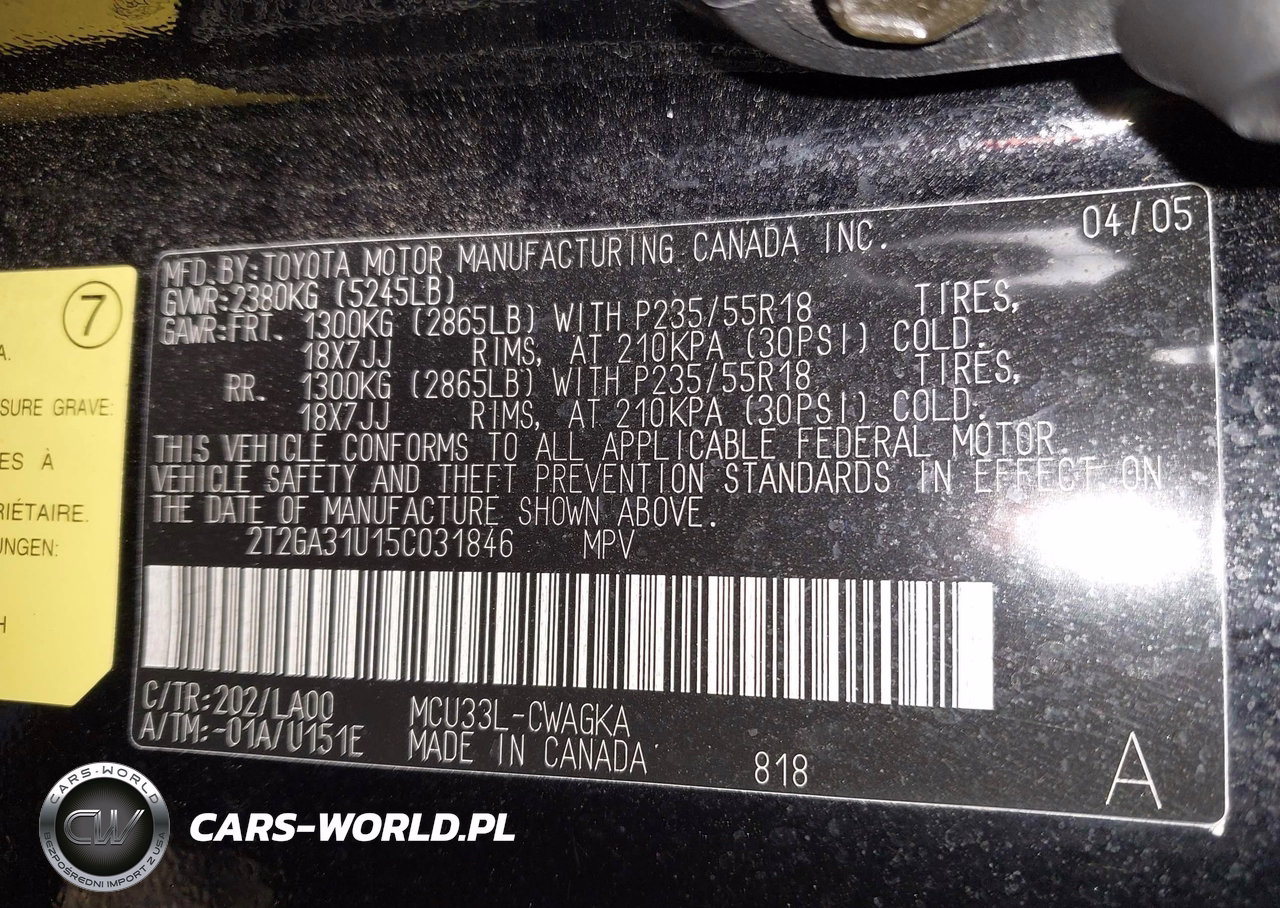 04/05
MFD.BY:TOYOTA MOTOR MANUFACTURING CANADA INC.
GVWR:2380KG (5245LB)
GAWR:FRT. 1300KG (2865LB) WITH P235/55R18 TIRES,
18X7JJ RIMS, AT 210KPA (30PSI) COLD.
RR. 1300KG (2865LB) WITH P235/55R18 TIRES,
18X7JJ RIMS, AT 210KPA (30PSI) COLD.
THIS VEHICLE CONFORMS TO ALL APPLICABLE FEDERAL MOTOR
VEHICLE SAFETY AND THEFT PREVENTION STANDARDS IN EFFECT ON
THE DATE OF MANUFACTURE SHOWN ABOVE.
2T2GA31U15C031846 MPV
C/TR:202/LA00 MCU33L-CWAGKA
A/TM:-01A/U151E MADE IN CANADA 818 A
7
A.
SURE GRAVE:
ES À
RIÉTAIRE.
UNGEN:
H
CARS-WORLD
CW
BEZPOŚREDNI IMPORT Z USA
CARS-WORLD.PL